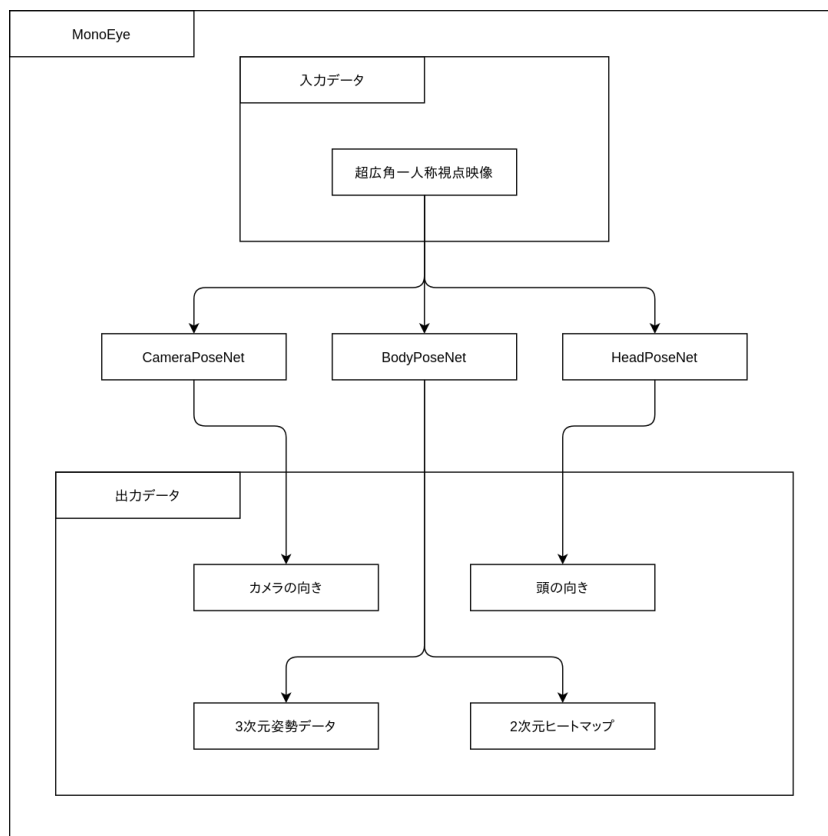 MonoEye
入力データ
超広角一人称視点映像
CameraPoseNet
BodyPoseNet
HeadPoseNet
出力データ
カメラの向き
頭の向き
3次元姿勢データ
2次元ヒートマップ